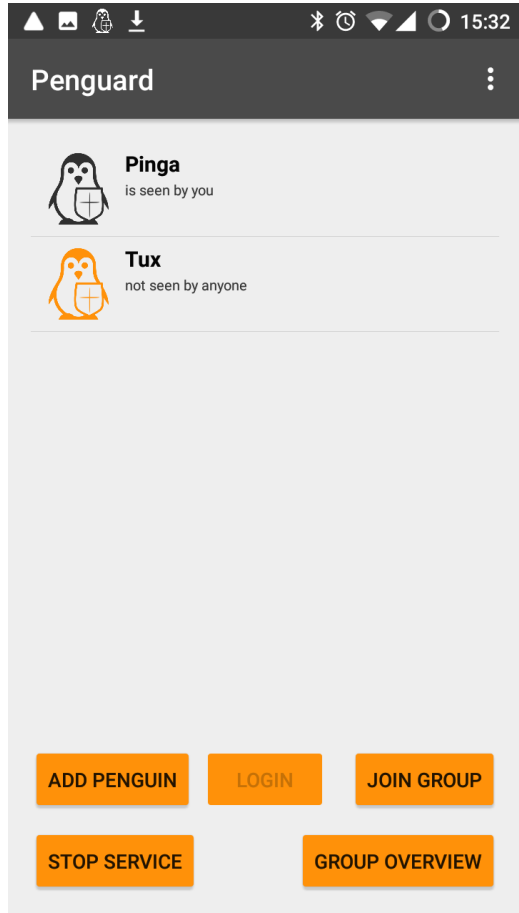 15:32
Penguard
Pinga
is seen by you
Tux
not seen by anyone
ADD PENGUIN
LOGIN
JOIN GROUP
STOP SERVICE
GROUP OVERVIEW